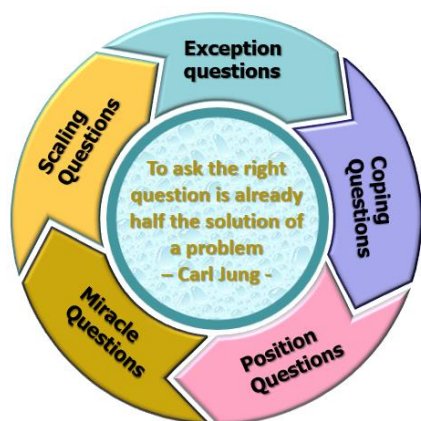 Exception
questions
Coping
Questions
Position
Questions
Miracle
Questions
Scaling
Questions
To ask the right
question is already
half the solution of
a problem
– Carl Jung -